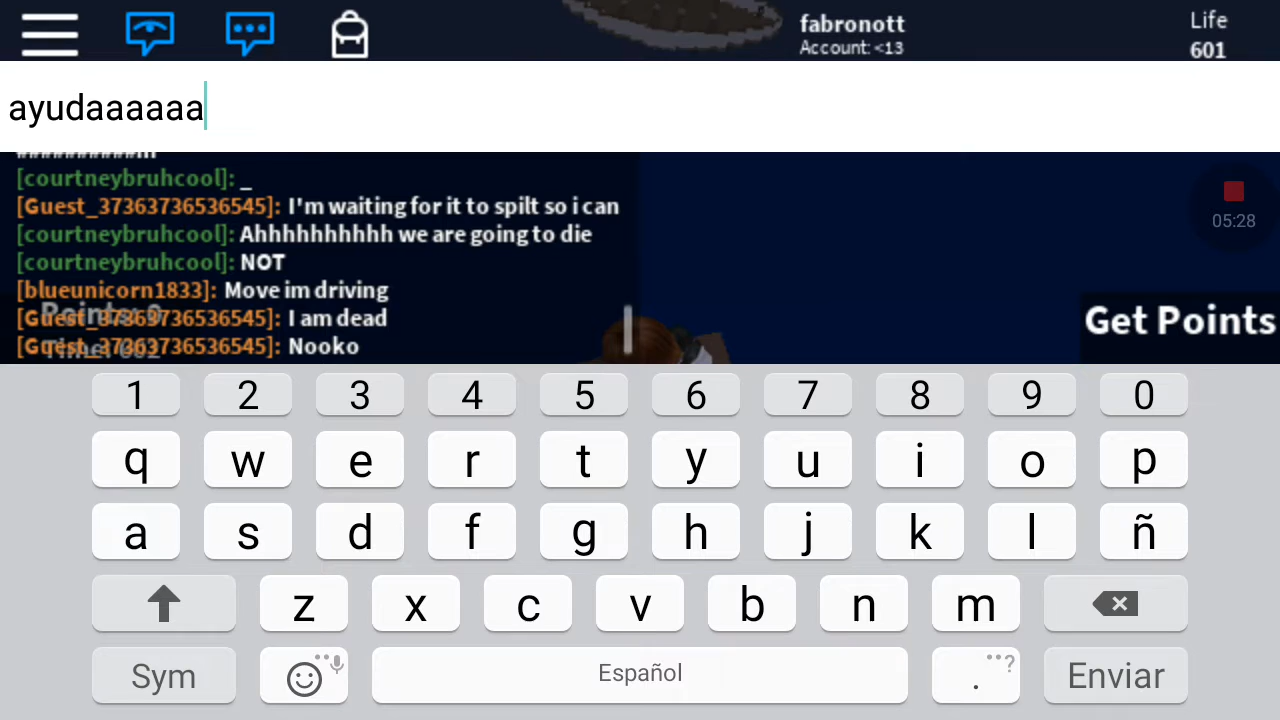 fabronott
Account: <13
Life
601
ayudaaaaaa
[courtneybruhcool]: _
[Guest_37363736536545]: I'm waiting for it to spilt so i can
[courtneybruhcool]: Ahhhhhhhhhh we are going to die
[courtneybruhcool]: NOT
[blueunicorn1833]: Move im driving
[Guest_37363736536545]: I am dead
[Guest_37363736536545]: Nooko
Points: 0
05:28
Get Points
1 2 3 4 5 6 7 8 9 0
q w e r t y u i o p
a s d f g h j k l ñ
z x c v b n m
Sym Español . ? Enviar